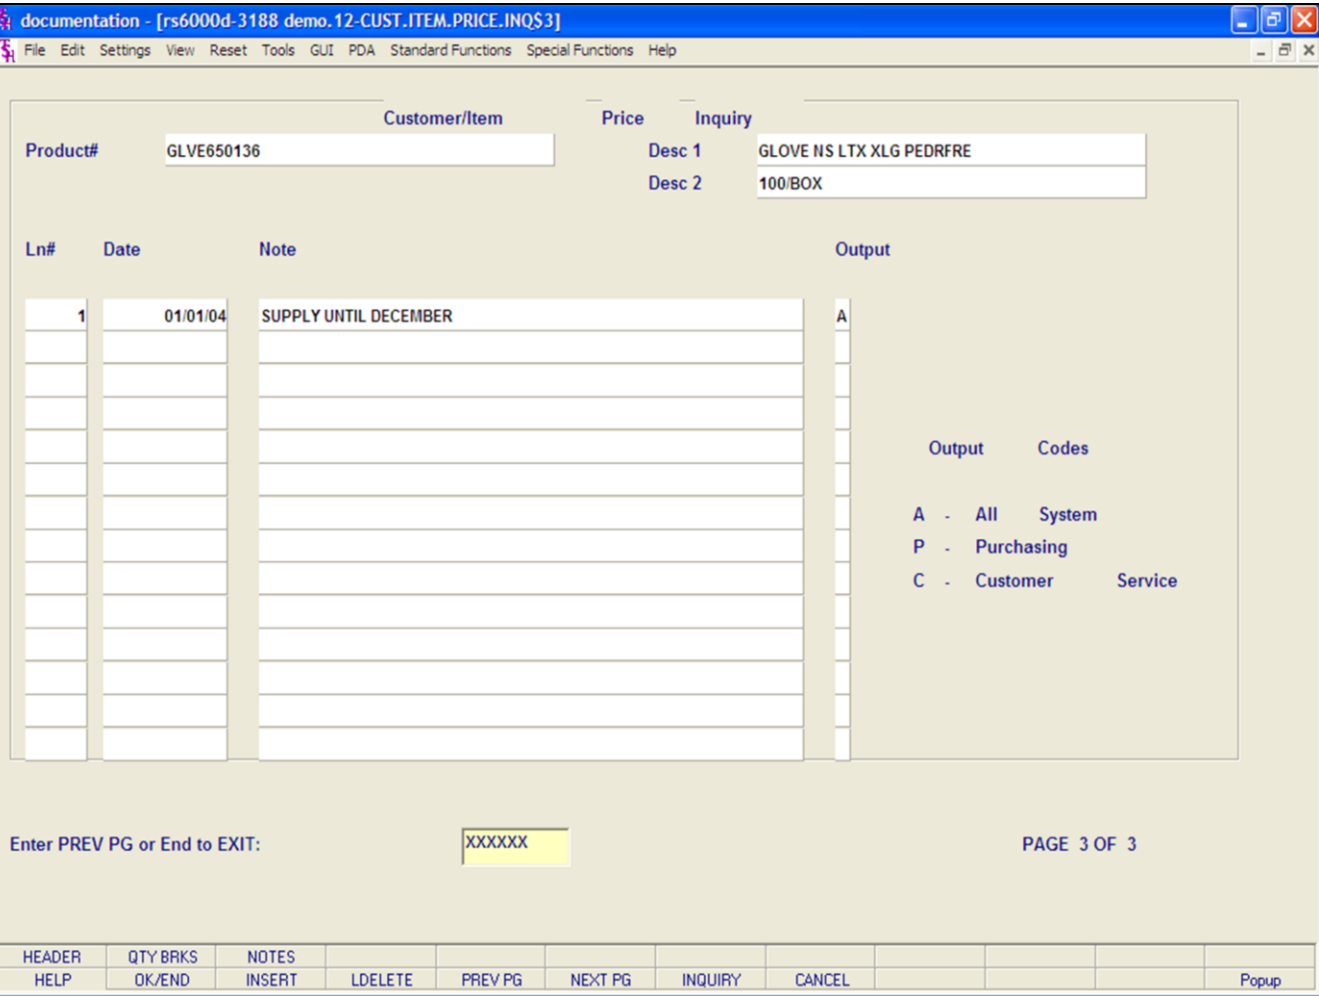 documentation - [rs6000d-3188 demo.12-CUST.ITEM.PRICE.INQ$3]
File Edit Settings View Reset Tools GUI PDA Standard Functions Special Functions Help
Customer/Item Price Inquiry
Product# GLVE650136 Desc 1 GLOVE NS LTX XLG PEDRFRE
Desc 2 100/BOX
Ln# Date Note Output
1 01/01/04 SUPPLY UNTIL DECEMBER A
Output Codes
A - All System
P - Purchasing
C - Customer Service
Enter PREV PG or End to EXIT: XXXXXX PAGE 3 OF 3
HEADER QTY BRKS NOTES
HELP OK/END INSERT LDELETE PREV PG NEXT PG INQUIRY CANCEL Popup